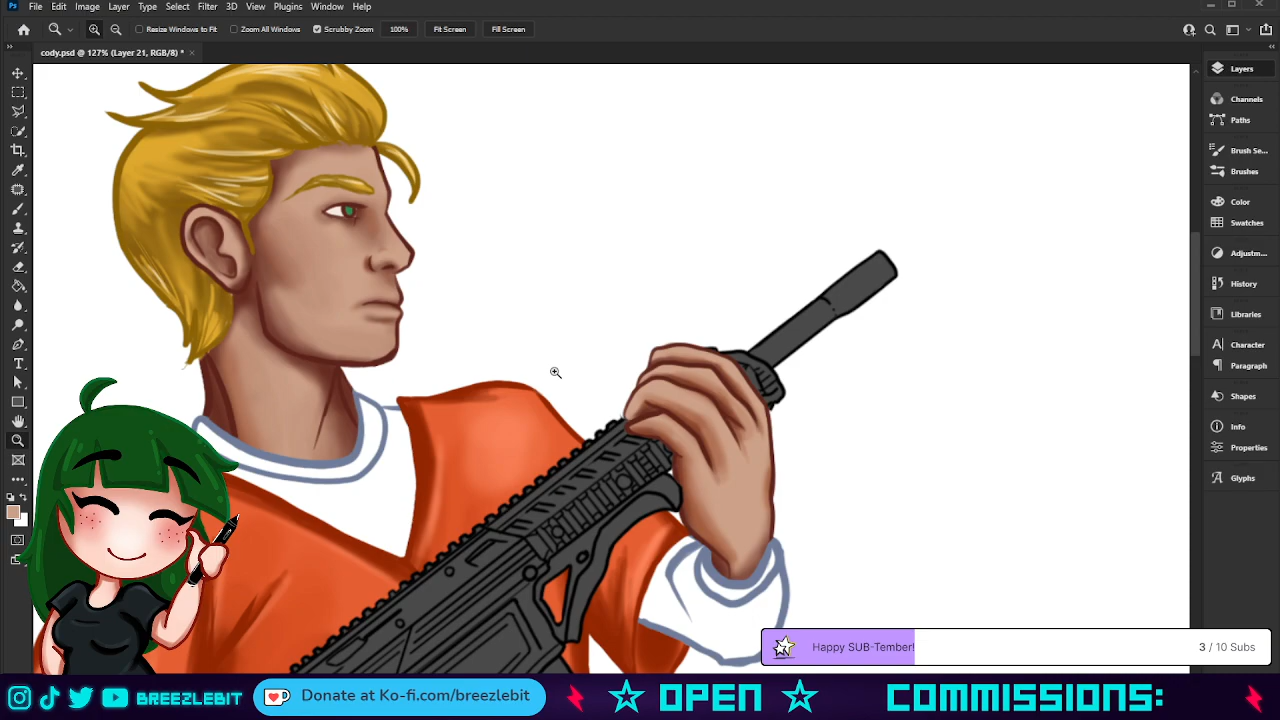 Ps File Edit Image Layer Type Select Filter 3D View Plugins Window Help
Resize Windows to Fit Zoom All Windows Scrubby Zoom 100% Fit Screen Fill Screen
cody.psd @ 127% (Layer 21, RGB/8) *
Layers
Channels
Paths
Brush Se...
Brushes
Color
Swatches
Adjustm...
History
Libraries
Character
Paragraph
Shapes
Info
Properties
Glyphs
Happy SUB-Tember! 3 / 10 Subs
BREEZLEBIT Donate at Ko-fi.com/breezlebit OPEN COMMISSIONS: